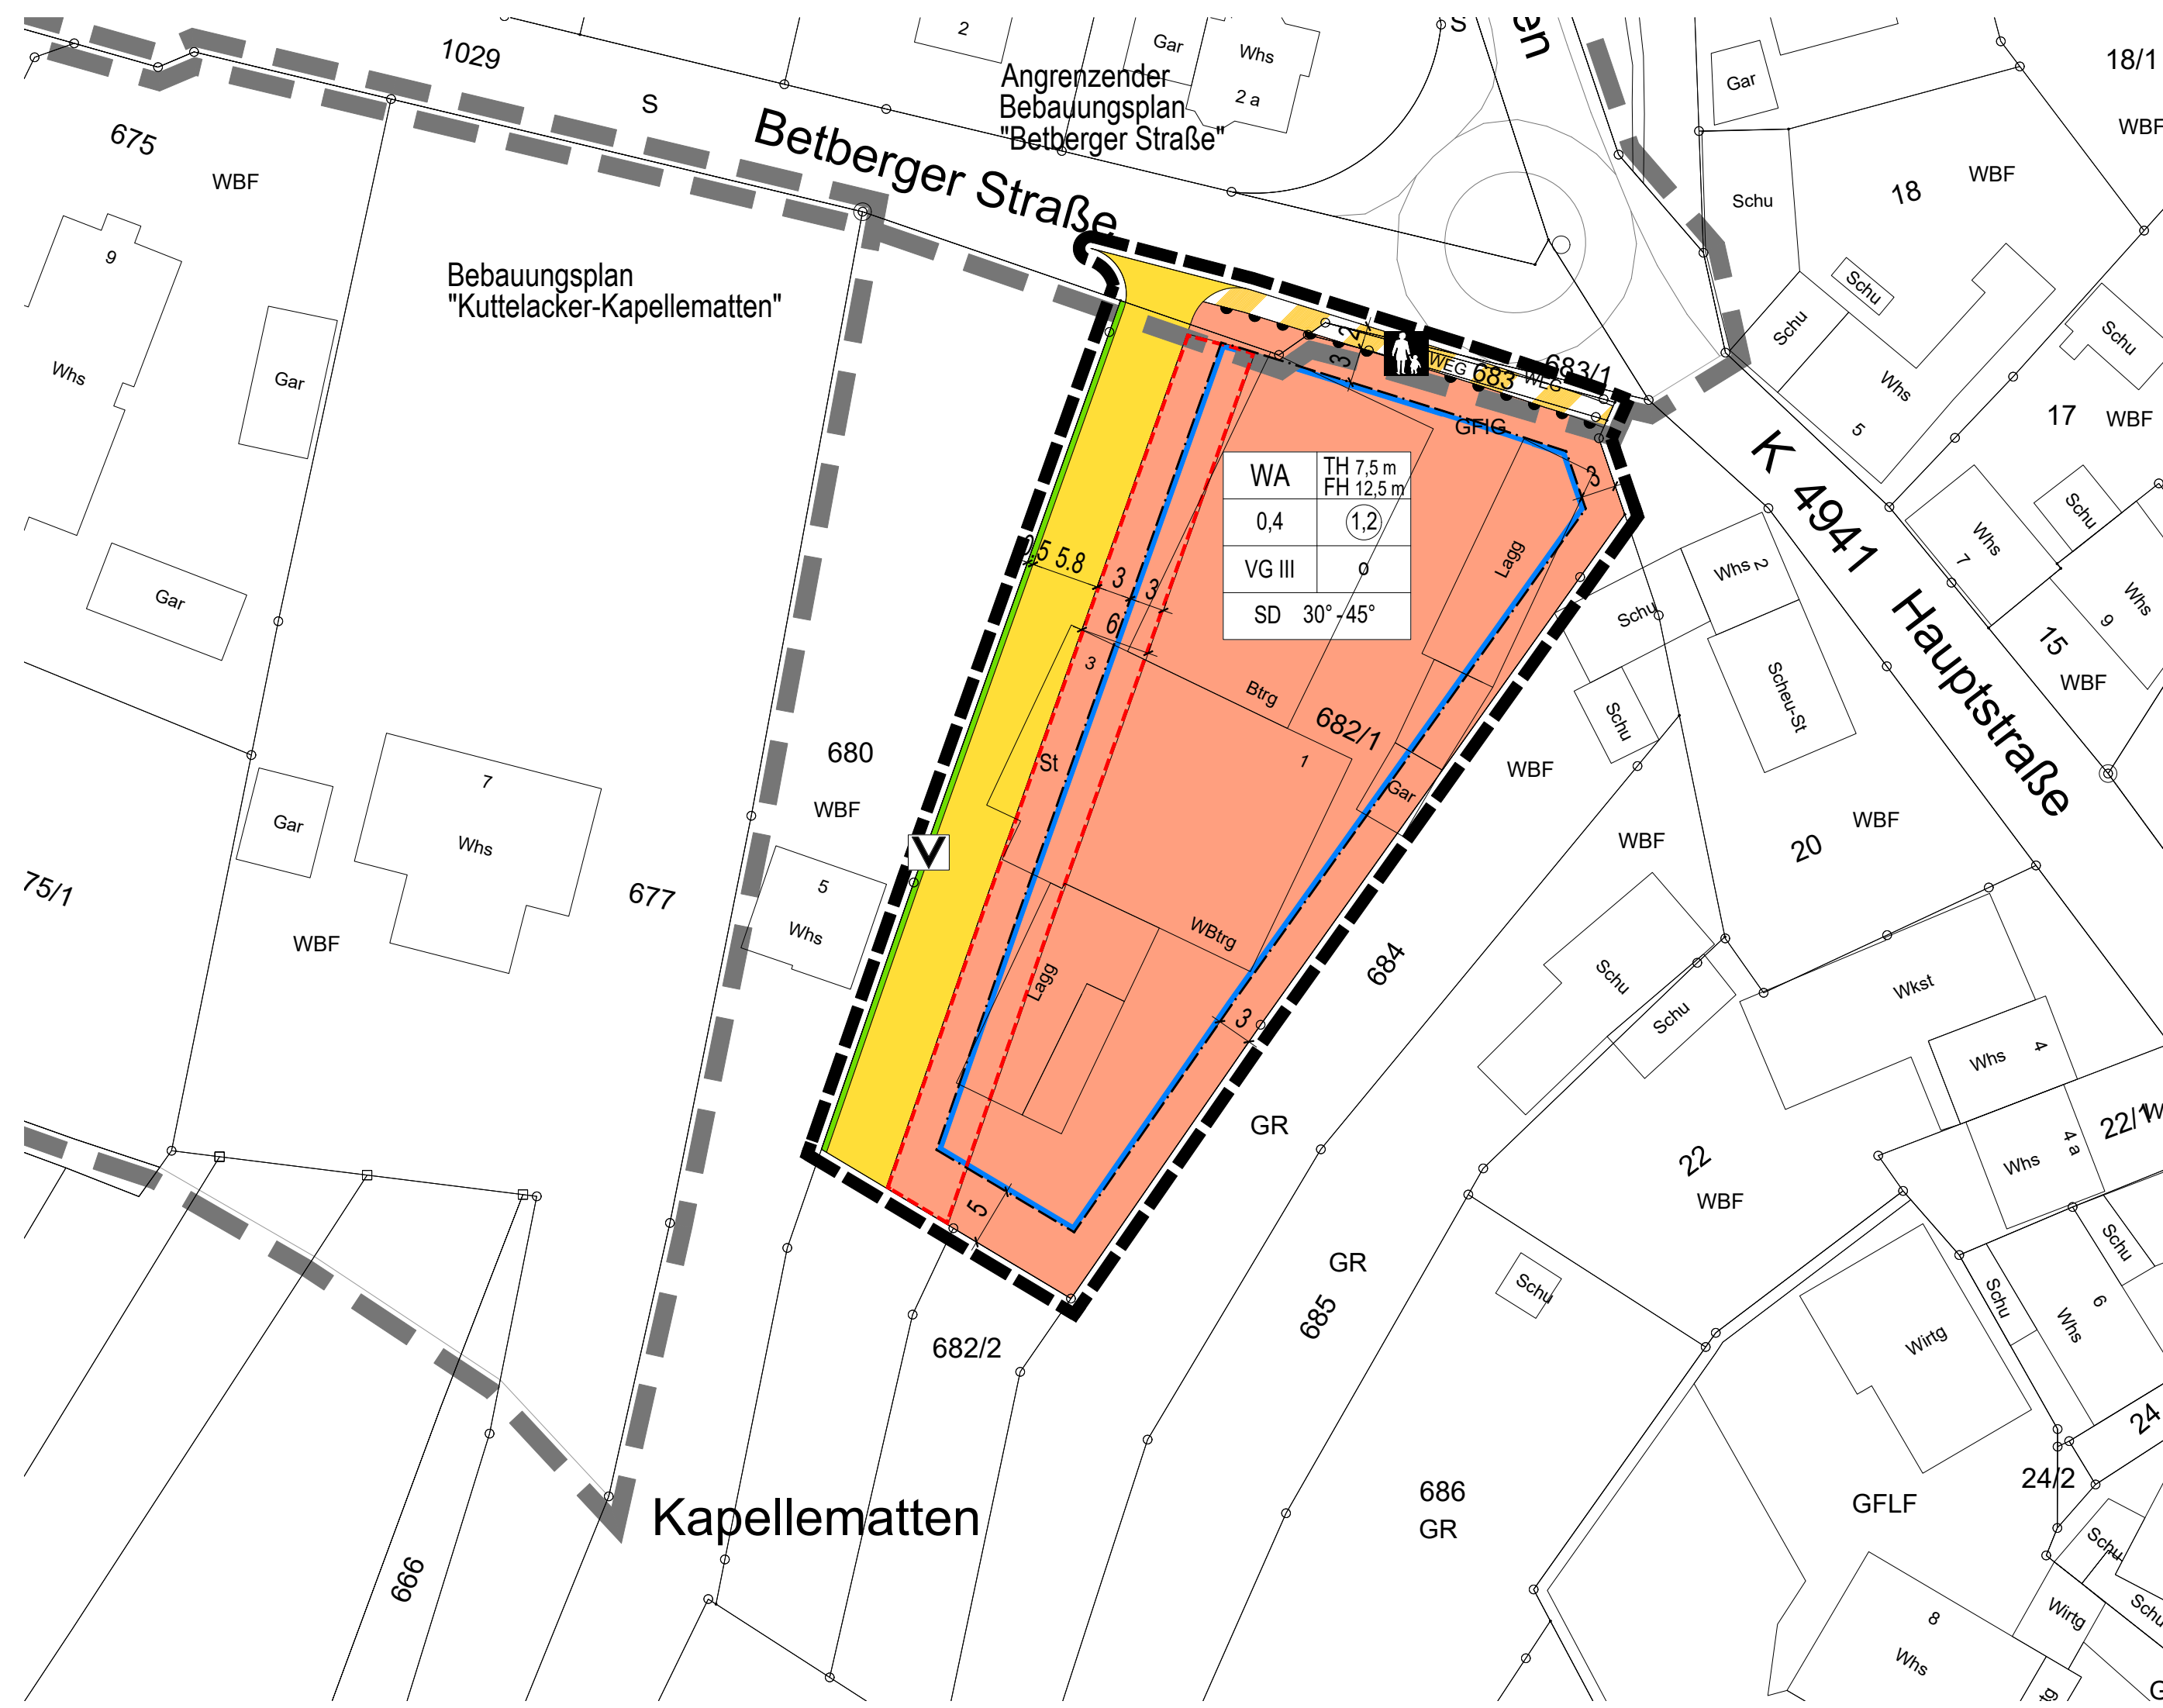 1029
S
2
Gar
Whs
2 a
S
Gar
18/1
WBF
675
WBF
Angrenzender
Bebauungsplan
"Betberger Straße"
Betberger Straße
Schu
18
WBF
9
Whs
Gar
Gar
Bebauungsplan
"Kuttelacker-Kapellematten"
Schu
Schu
Schu
Whs
5
17
WBF
2
3
WEG
683
WEG
683/1
GFIG
3
K 4941
Hauptstraße
WA
TH 7,5 m
FH 12,5 m
0,4
1,2
VG III
o
SD 30° - 45°
Lagg
5.8
3
3
6
3
Btrg
682/1
1
St
Gar
WBtrg
Lagg
3
5
V
Schu
Whs
7
Whs
9
15
WBF
Schu
Whs
2
Schu
Scheu-St
WBF
WBF
20
WBF
680
WBF
7
Whs
Gar
75/1
WBF
677
5
Whs
684
GR
Schu
Schu
Wkst
Whs
4
Whs
4 a
22/1
22
WBF
GR
685
Schu
Schu
Schu
Whs
6
Wirtg
24
24/2
GFLF
682/2
Kapellematten
666
686
GR
Schu
Schu
Wirtg
8
Whs